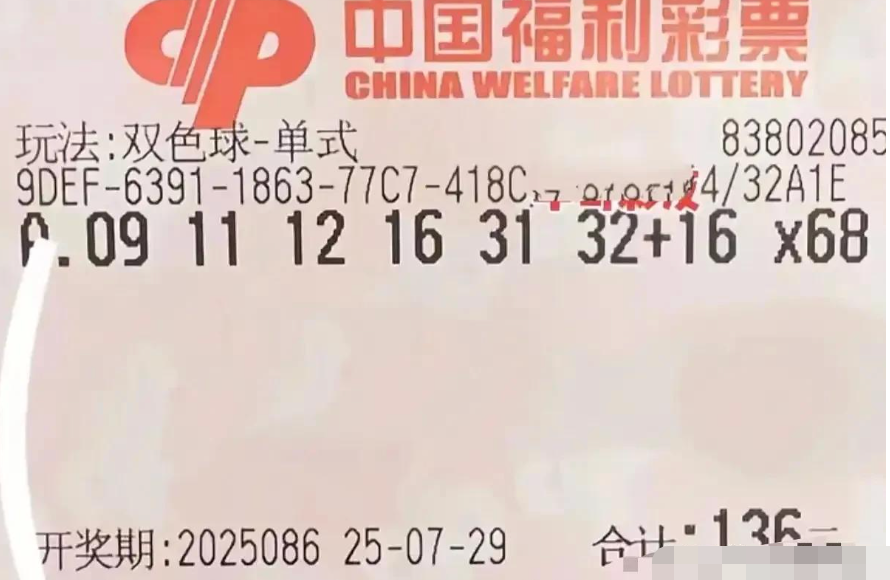 中国福利彩票
CHINA WELFARE LOTTERY
玩法:双色球-单式 83802085
9DEF-6391-1863-77C7-418C 4/32A1E
A.09 11 12 16 31 32+16 x68
开奖期:2025086 25-07-29 合计:136元